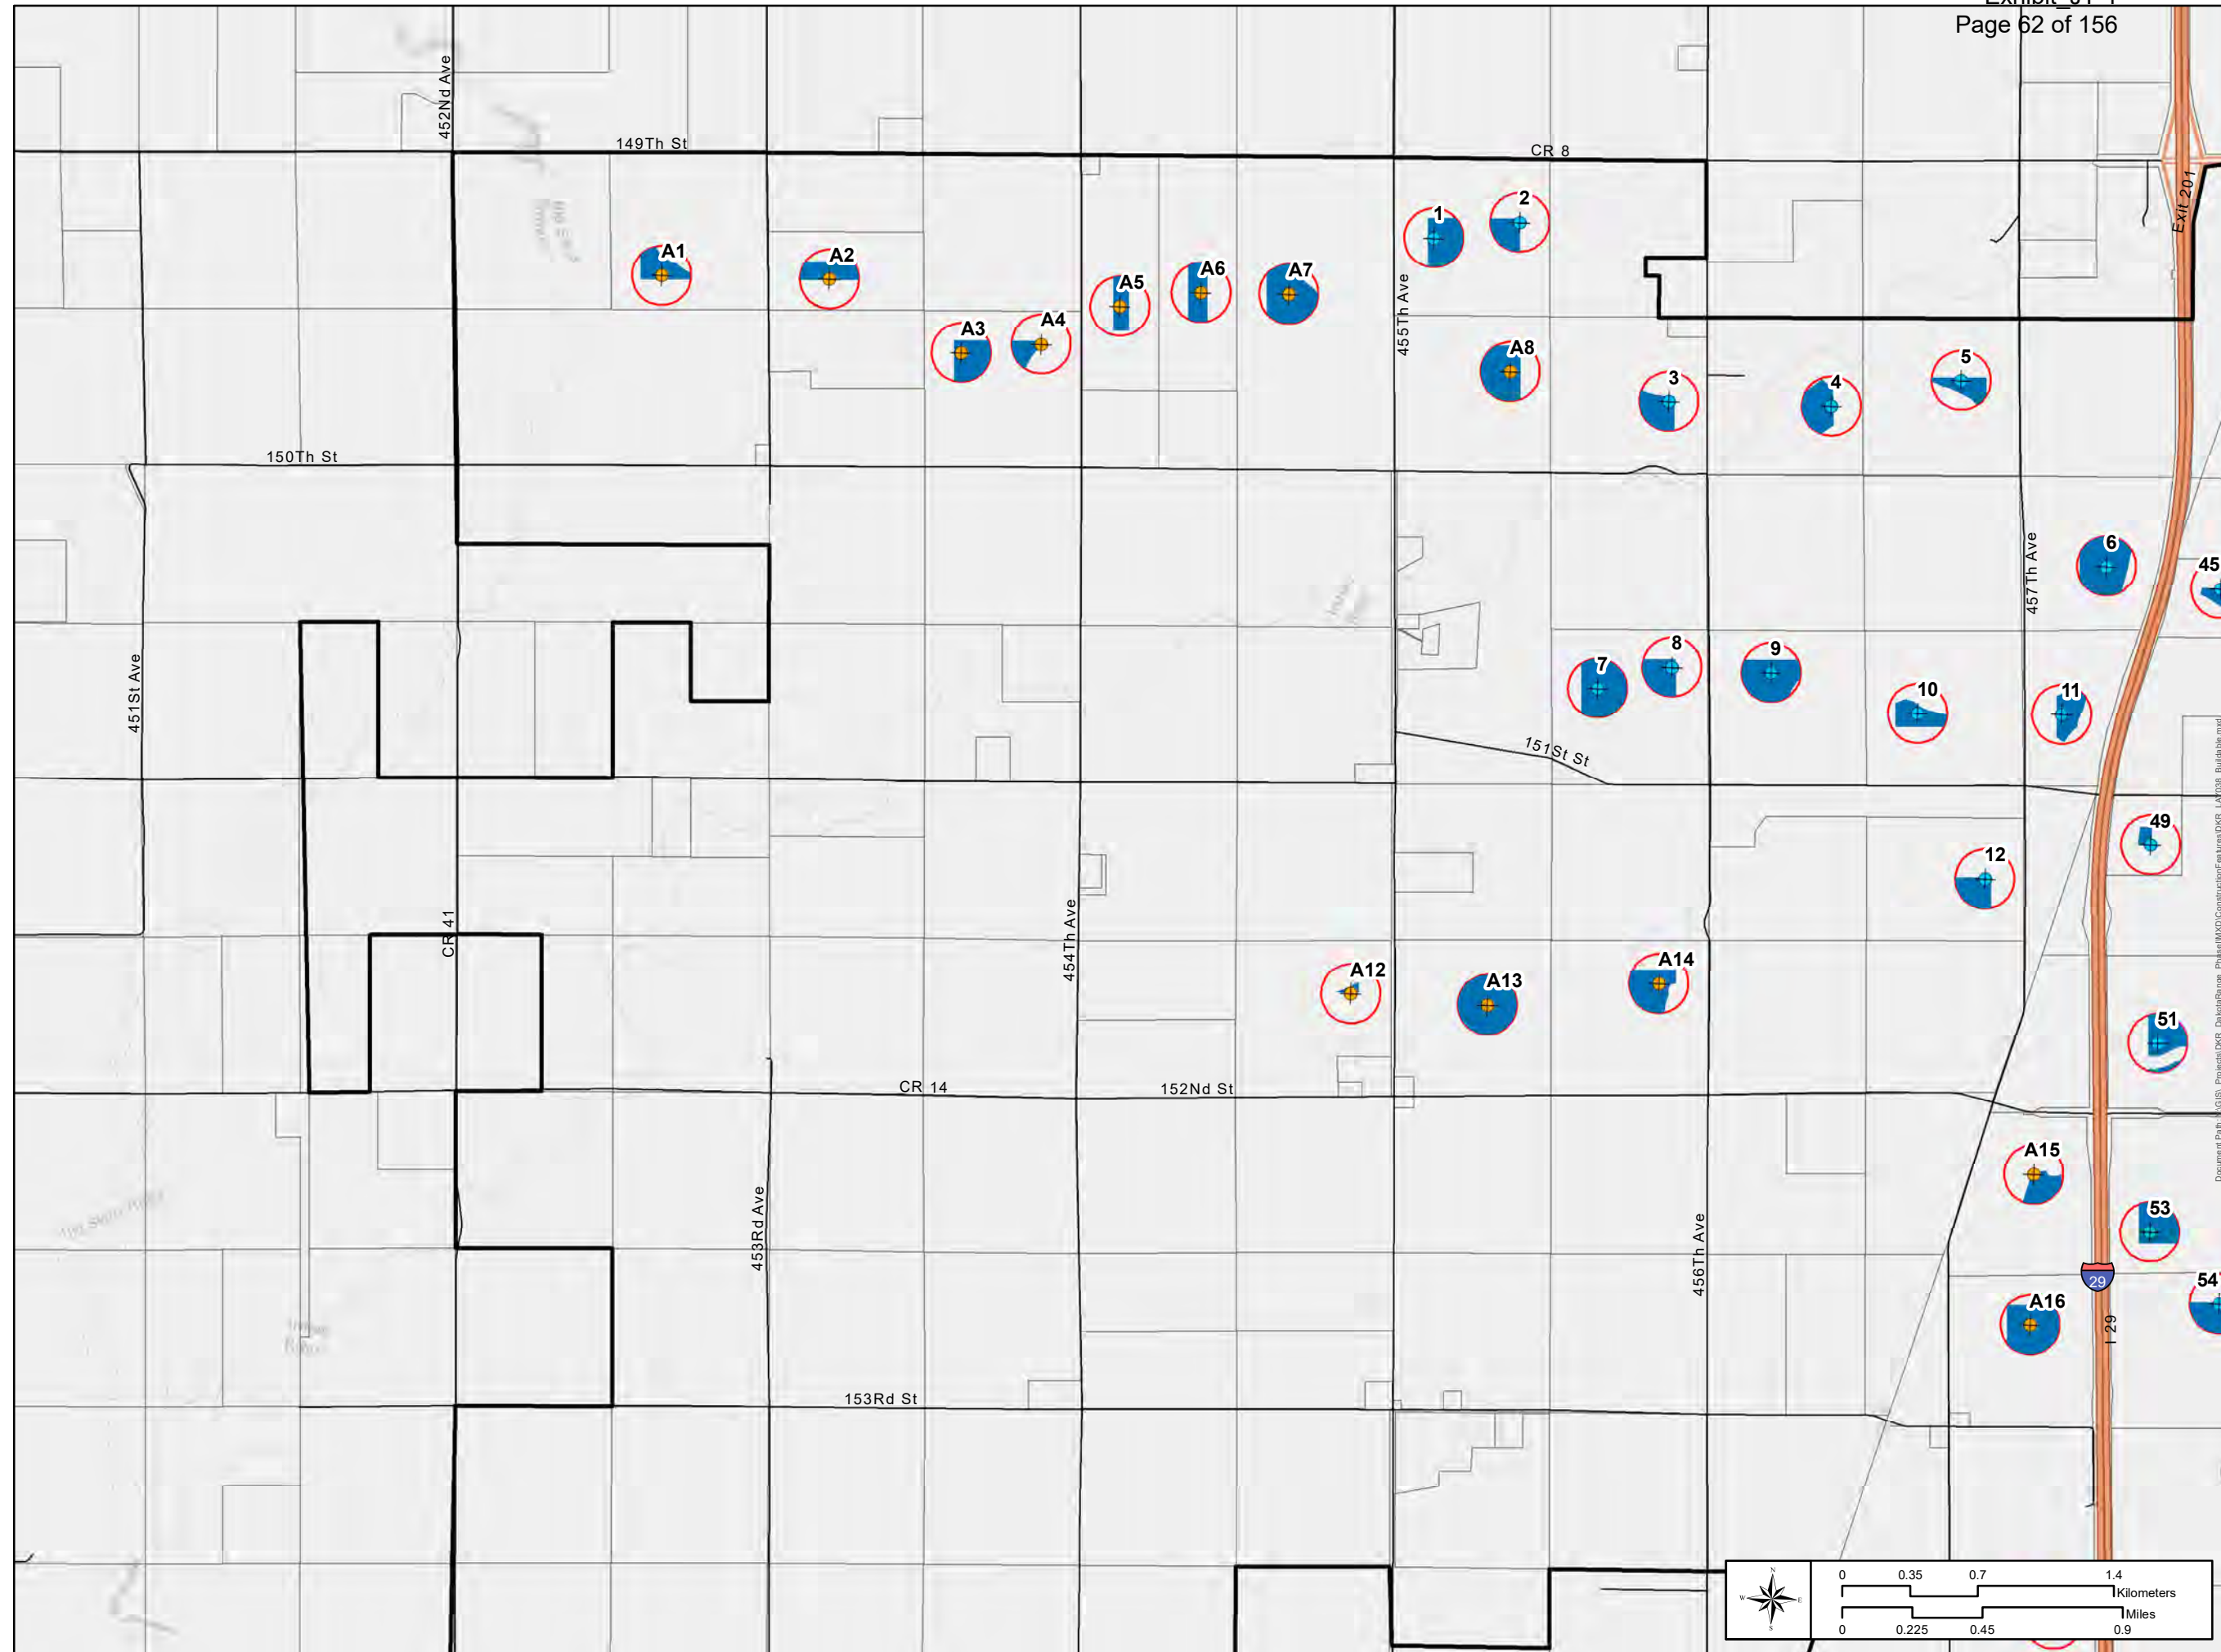 Page 62 of 156
452Nd Ave
149Th St
CR 8
Exit 201
1
2
A1
A2
A3
A4
A5
A6
A7
455Th Ave
A8
3
4
5
150Th St
457Th Ave
6
45
451St Ave
7
8
9
10
11
151St St
49
12
CR 41
454Th Ave
A12
A13
A14
51
CR 14
152Nd St
A15
53
453Rd Ave
456Th Ave
29
54
A16
I 29
153Rd St
N
W
E
S
0 0.35 0.7 1.4
Kilometers
Miles
0 0.225 0.45 0.9